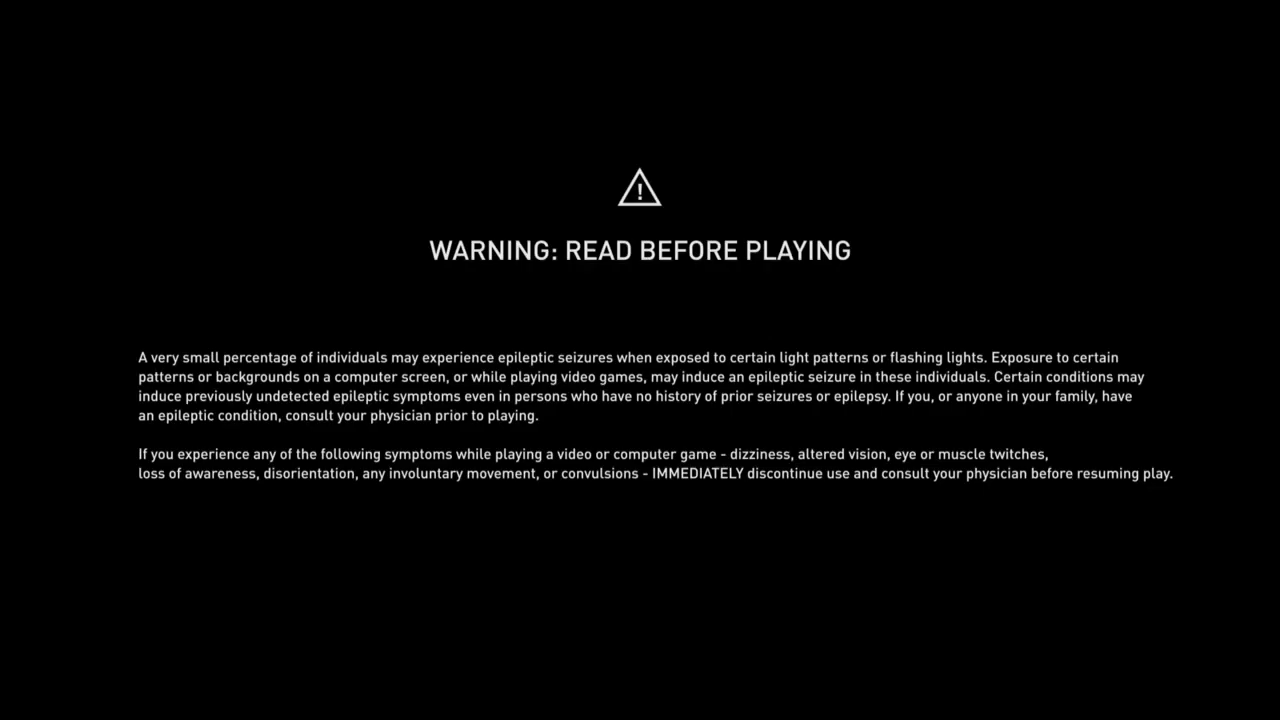 WARNING: READ BEFORE PLAYING
A very small percentage of individuals may experience epileptic seizures when exposed to certain light patterns or flashing lights. Exposure to certain
patterns or backgrounds on a computer screen, or while playing video games, may induce an epileptic seizure in these individuals. Certain conditions may
induce previously undetected epileptic symptoms even in persons who have no history of prior seizures or epilepsy. If you, or anyone in your family, have
an epileptic condition, consult your physician prior to playing.
If you experience any of the following symptoms while playing a video or computer game - dizziness, altered vision, eye or muscle twitches,
loss of awareness, disorientation, any involuntary movement, or convulsions - IMMEDIATELY discontinue use and consult your physician before resuming play.